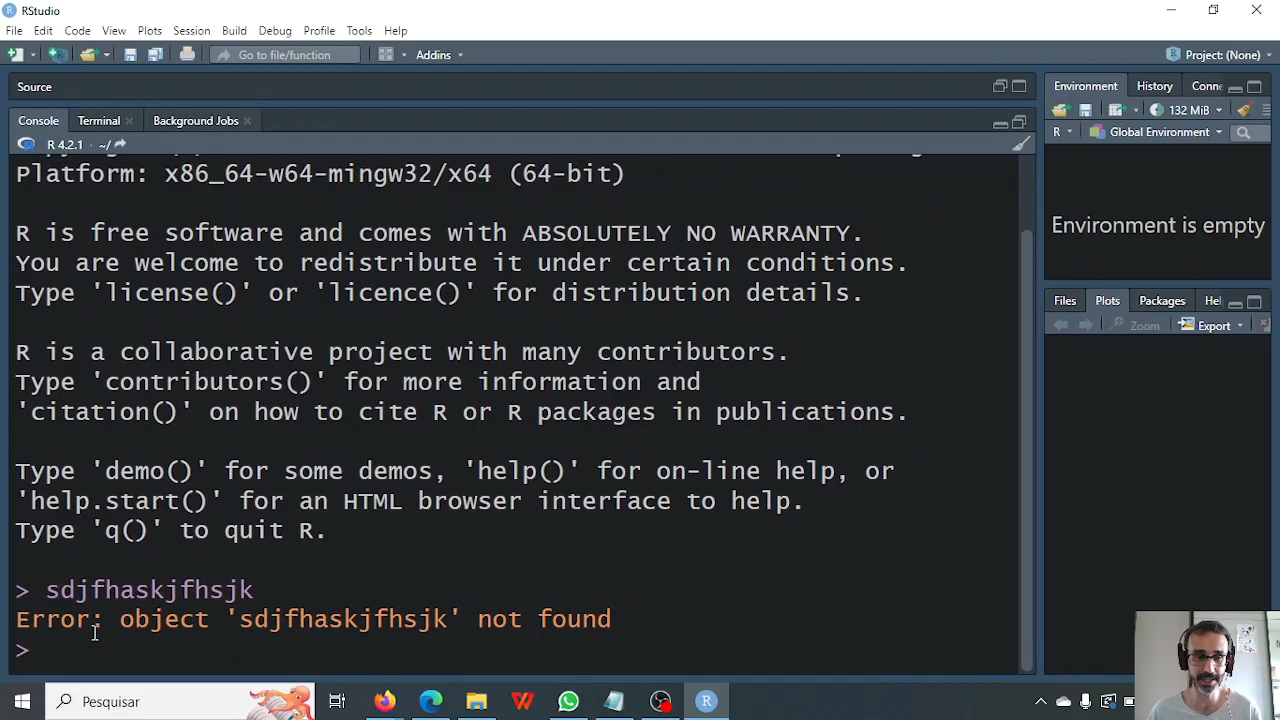 RStudio
File Edit Code View Plots Session Build Debug Profile Tools Help
Go to file/function Addins Project: (None)
Source
Console Terminal Background Jobs
R 4.2.1 · ~/
Platform: x86_64-w64-mingw32/x64 (64-bit)
R is free software and comes with ABSOLUTELY NO WARRANTY.
You are welcome to redistribute it under certain conditions.
Type 'license()' or 'licence()' for distribution details.
R is a collaborative project with many contributors.
Type 'contributors()' for more information and
'citation()' on how to cite R or R packages in publications.
Type 'demo()' for some demos, 'help()' for on-line help, or
'help.start()' for an HTML browser interface to help.
Type 'q()' to quit R.
> sdjfhaskjfhsjk
Error: object 'sdjfhaskjfhsjk' not found
>
Environment History Conne
132 MiB
R Global Environment
Environment is empty
Files Plots Packages Hel
Zoom Export
Pesquisar